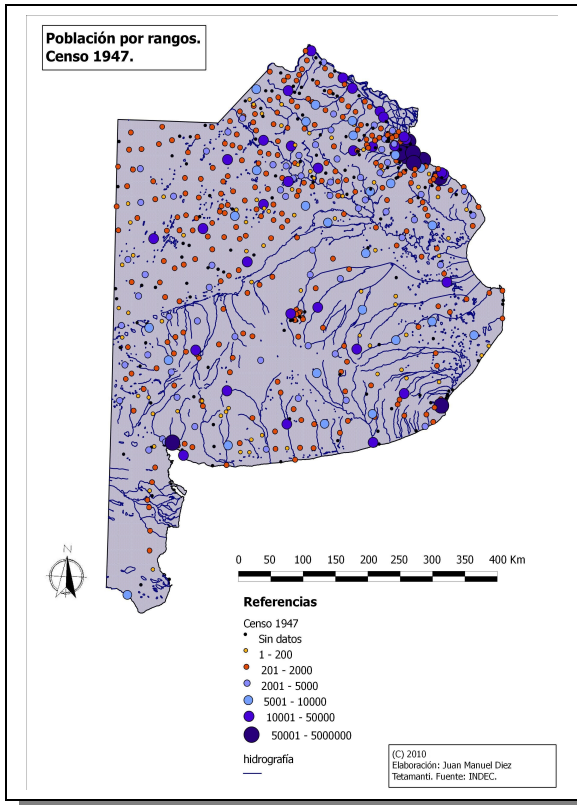 Población por rangos.
Censo 1947.
N
0 50 100 150 200 250 300 350 400 Km
Referencias
Censo 1947
Sin datos
1 - 200
201 - 2000
2001 - 5000
5001 - 10000
10001 - 50000
50001 - 5000000
hidrografía
(C) 2010
Elaboración: Juan Manuel Diez
Tetamanti. Fuente: INDEC.